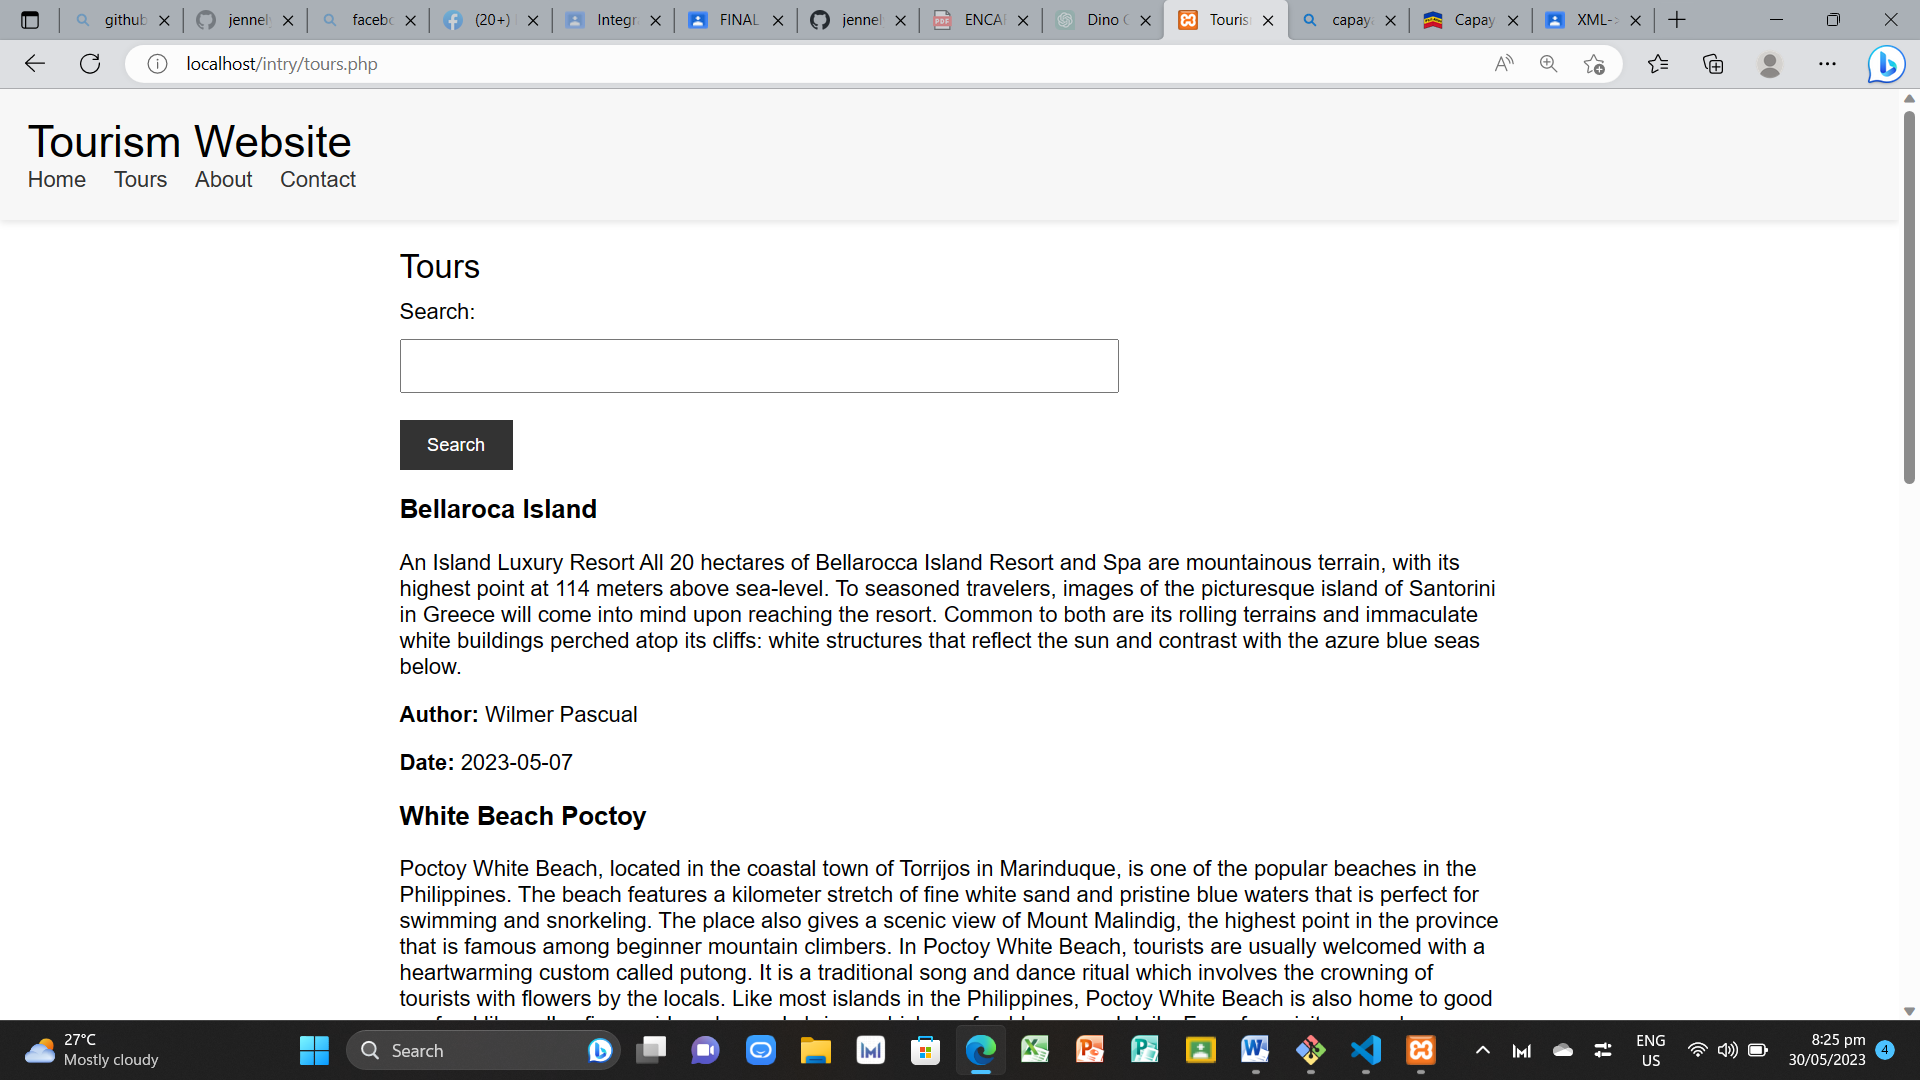 github
jennely
facebo
(20+)
Integra
FINAL
jennel
ENCA
Dino
Touris
capaya
Capay
XML-
localhost/intry/tours.php
Tourism Website
Home Tours About Contact
Tours
Search:
Search
Bellaroca Island
An Island Luxury Resort All 20 hectares of Bellarocca Island Resort and Spa are mountainous terrain, with its
highest point at 114 meters above sea-level. To seasoned travelers, images of the picturesque island of Santorini
in Greece will come into mind upon reaching the resort. Common to both are its rolling terrains and immaculate
white buildings perched atop its cliffs: white structures that reflect the sun and contrast with the azure blue seas
below.
Author: Wilmer Pascual
Date: 2023-05-07
White Beach Poctoy
Poctoy White Beach, located in the coastal town of Torrijos in Marinduque, is one of the popular beaches in the
Philippines. The beach features a kilometer stretch of fine white sand and pristine blue waters that is perfect for
swimming and snorkeling. The place also gives a scenic view of Mount Malindig, the highest point in the province
that is famous among beginner mountain climbers. In Poctoy White Beach, tourists are usually welcomed with a
heartwarming custom called putong. It is a traditional song and dance ritual which involves the crowning of
tourists with flowers by the locals. Like most islands in the Philippines, Poctoy White Beach is also home to good
27°C
Mostly cloudy
Search
ENG
US
8:25 pm
30/05/2023
4